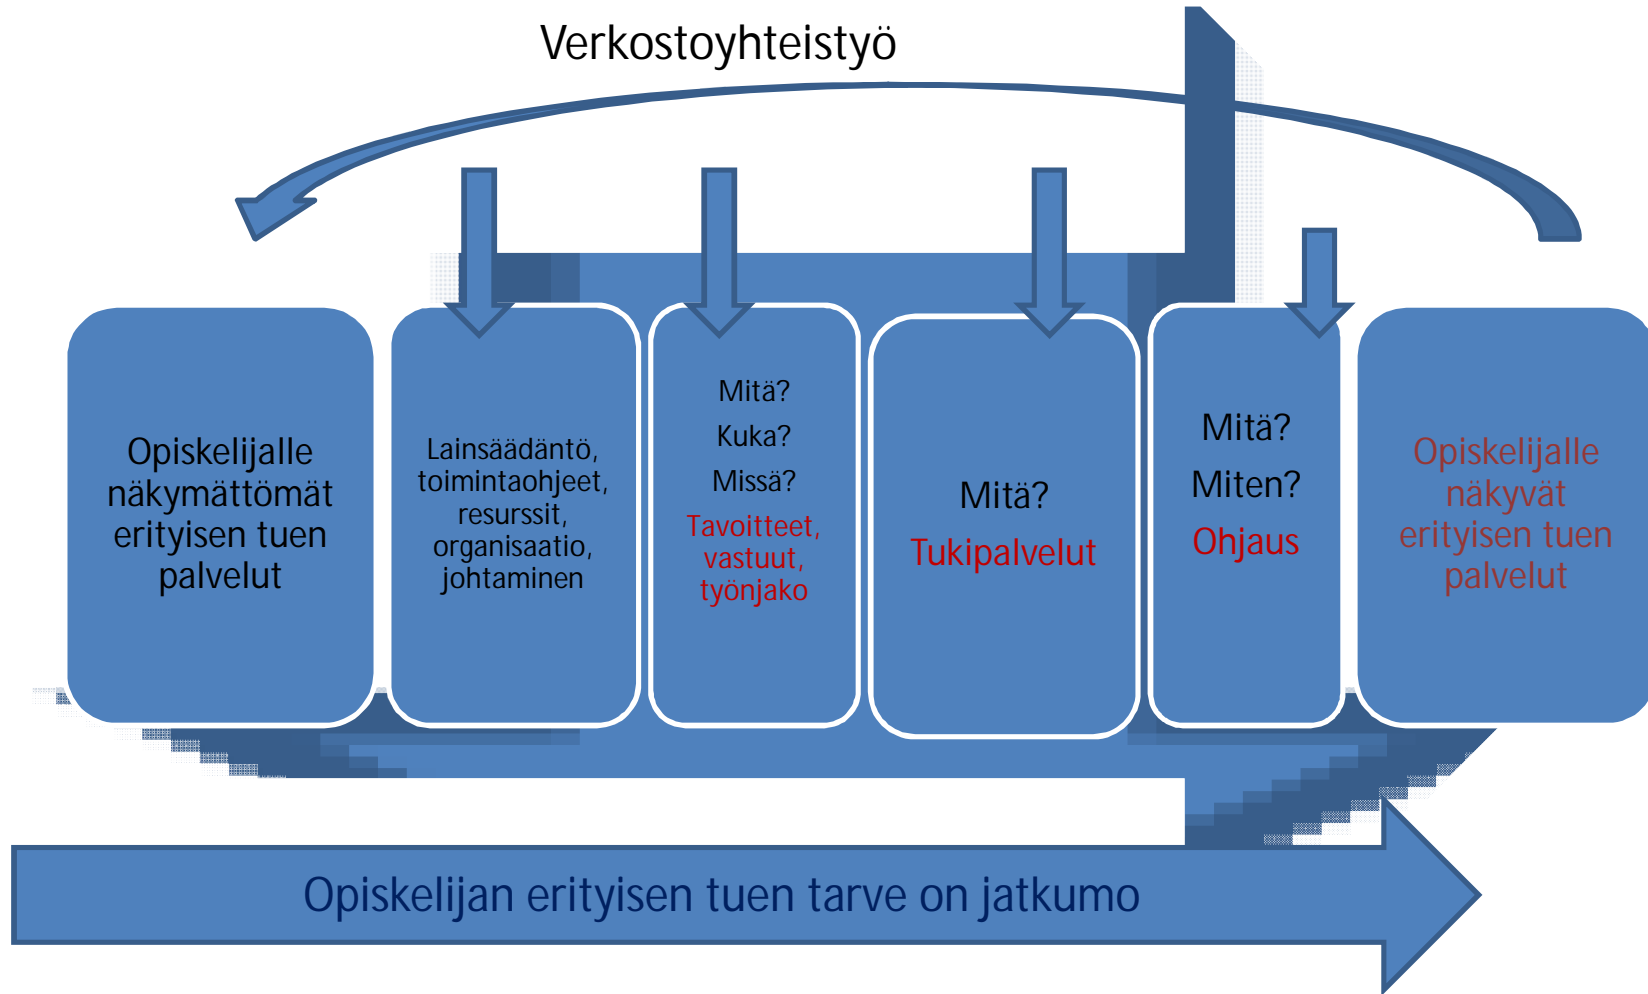 Verkostoyhteistyö
Opiskelijalle
näkymättömät
erityisen tuen
palvelut
Lainsäädäntö,
toimintaohjeet,
resurssit,
organisaatio,
johtaminen
Mitä?
Kuka?
Missä?
Tavoitteet,
vastuut,
työnjako
Mitä?
Tukipalvelut
Mitä?
Miten?
Ohjaus
Opiskelijalle
näkyvät
erityisen tuen
palvelut
Opiskelijan erityisen tuen tarve on jatkumo